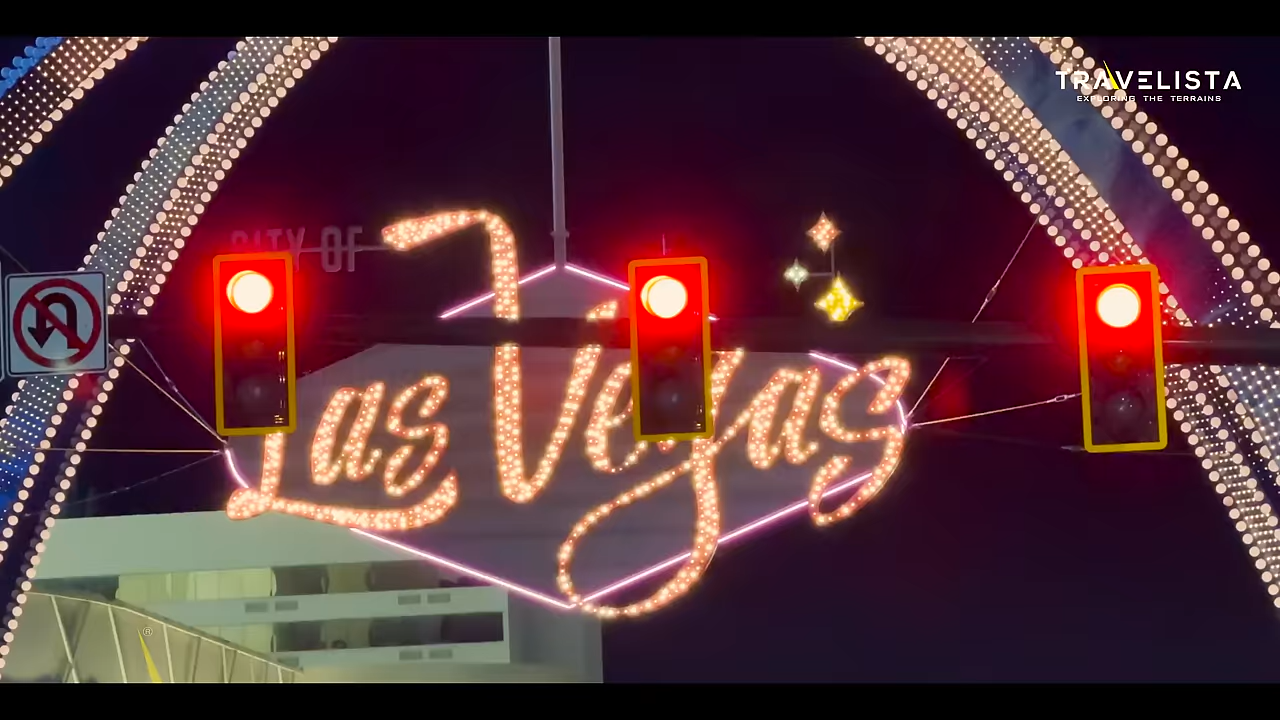 TRAVELISTA
EXPLORING THE TERRAINS
CITY OF
Las Vegas
®